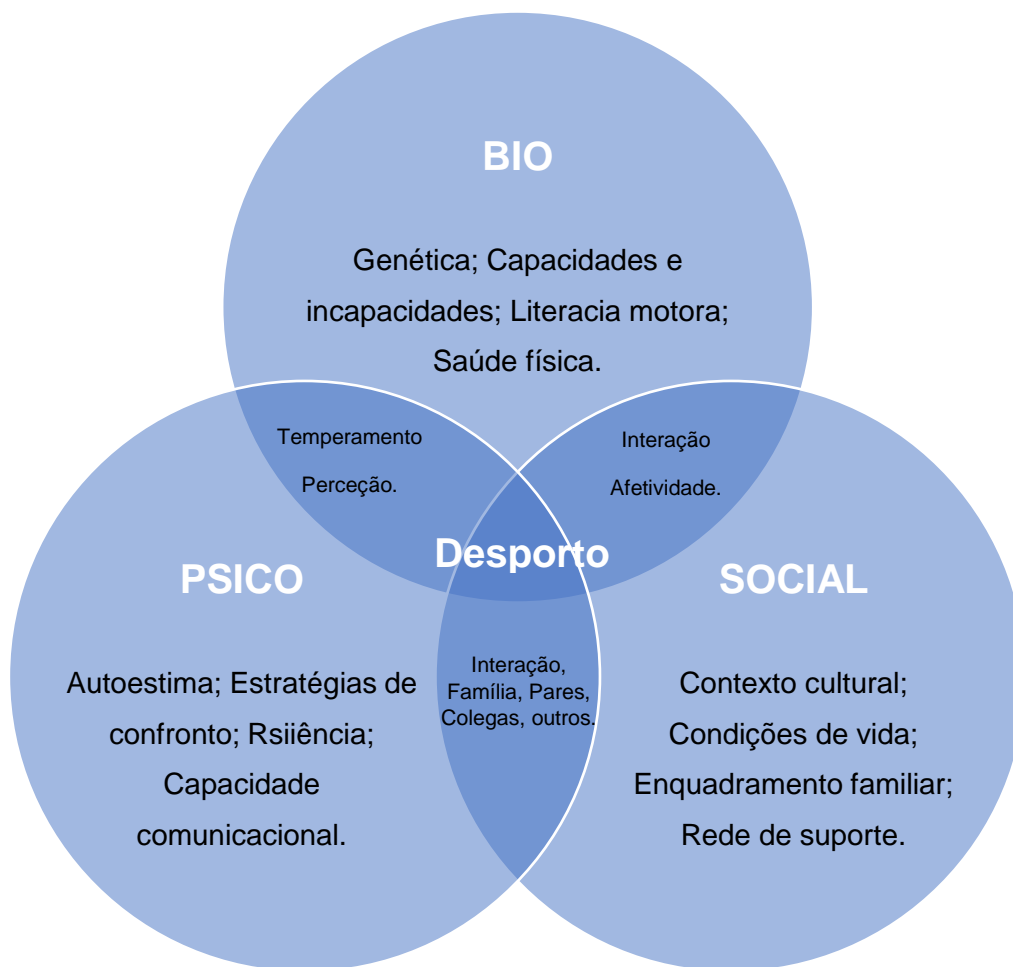 BIO
Genética; Capacidades e
incapacidades; Literacia motora;
Saúde física.
Temperamento
Perceção.
Interação
Afetividade.
Desporto
PSICO
Autoestima; Estratégias de
confronto; Rsiiência;
Capacidade
comunicacional.
Interação,
Família, Pares,
Colegas, outros.
SOCIAL
Contexto cultural;
Condições de vida;
Enquadramento familiar;
Rede de suporte.